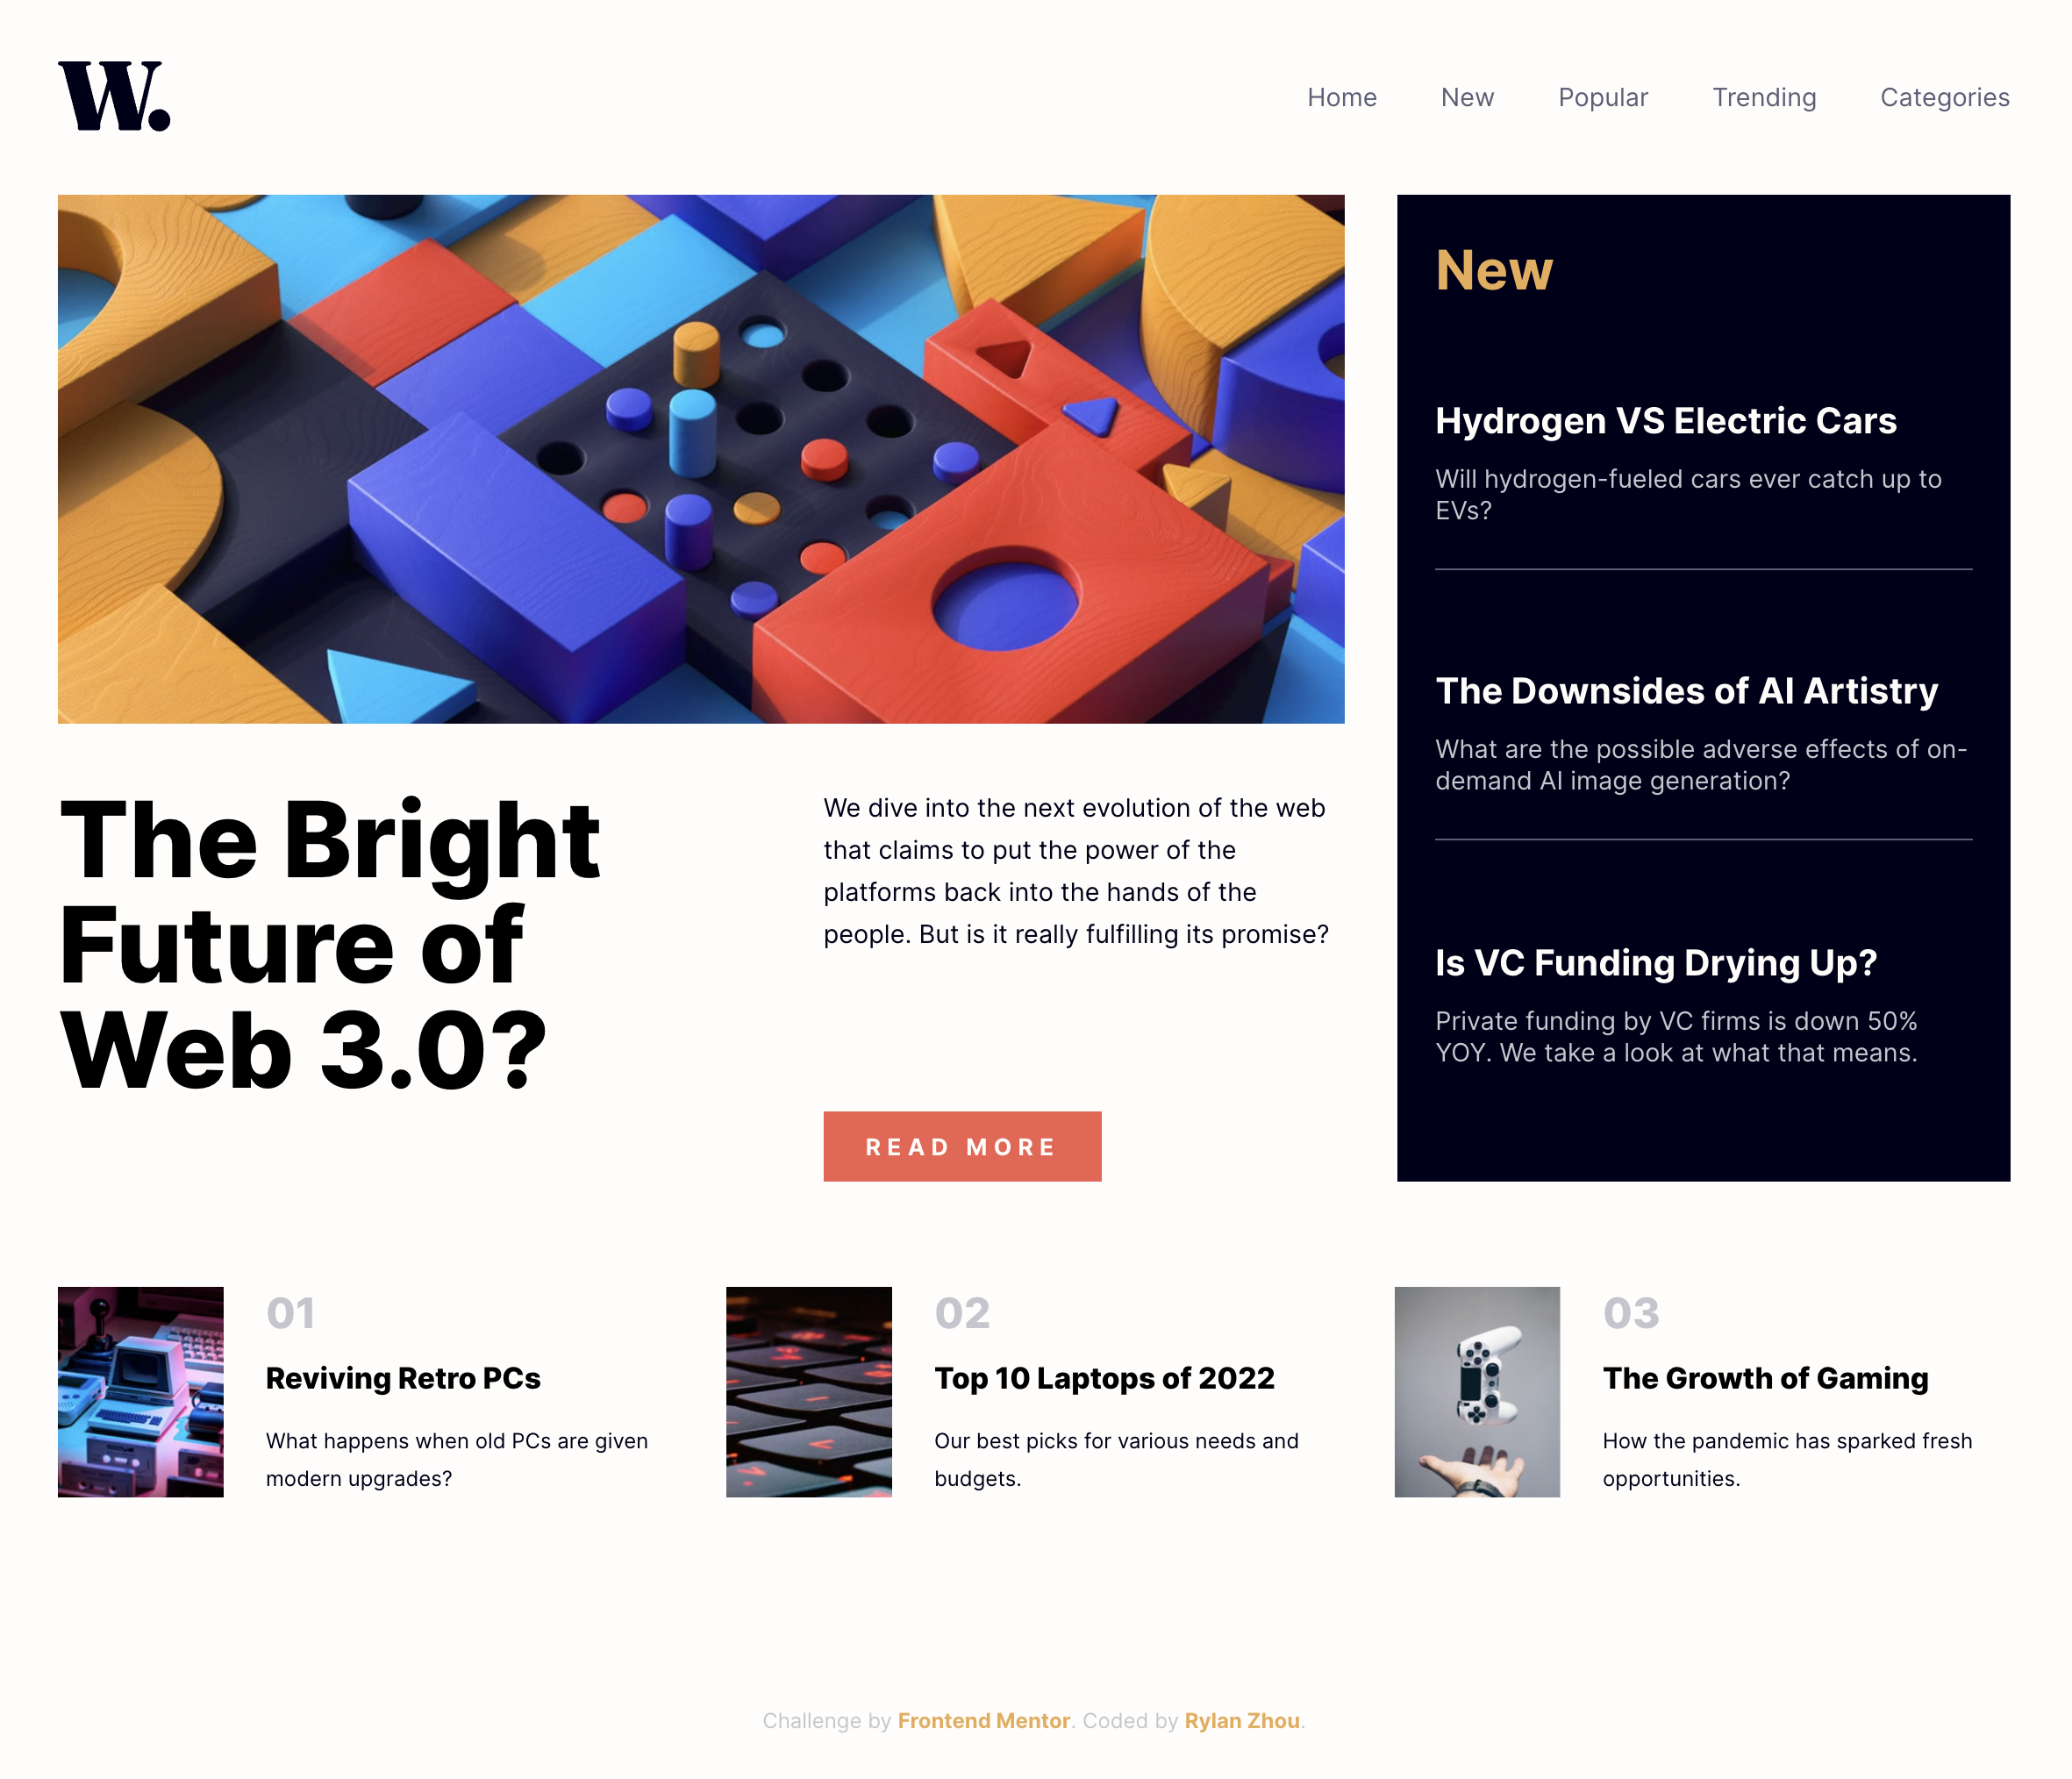 W.
Home New Popular Trending Categories
The Bright
Future of
Web 3.0?
We dive into the next evolution of the web
that claims to put the power of the
platforms back into the hands of the
people. But is it really fulfilling its promise?
READ MORE
New
Hydrogen VS Electric Cars
Will hydrogen-fueled cars ever catch up to
EVs?
The Downsides of AI Artistry
What are the possible adverse effects of on-
demand AI image generation?
Is VC Funding Drying Up?
Private funding by VC firms is down 50%
YOY. We take a look at what that means.
01
Reviving Retro PCs
What happens when old PCs are given
modern upgrades?
02
Top 10 Laptops of 2022
Our best picks for various needs and
budgets.
03
The Growth of Gaming
How the pandemic has sparked fresh
opportunities.
Challenge by Frontend Mentor. Coded by Rylan Zhou.